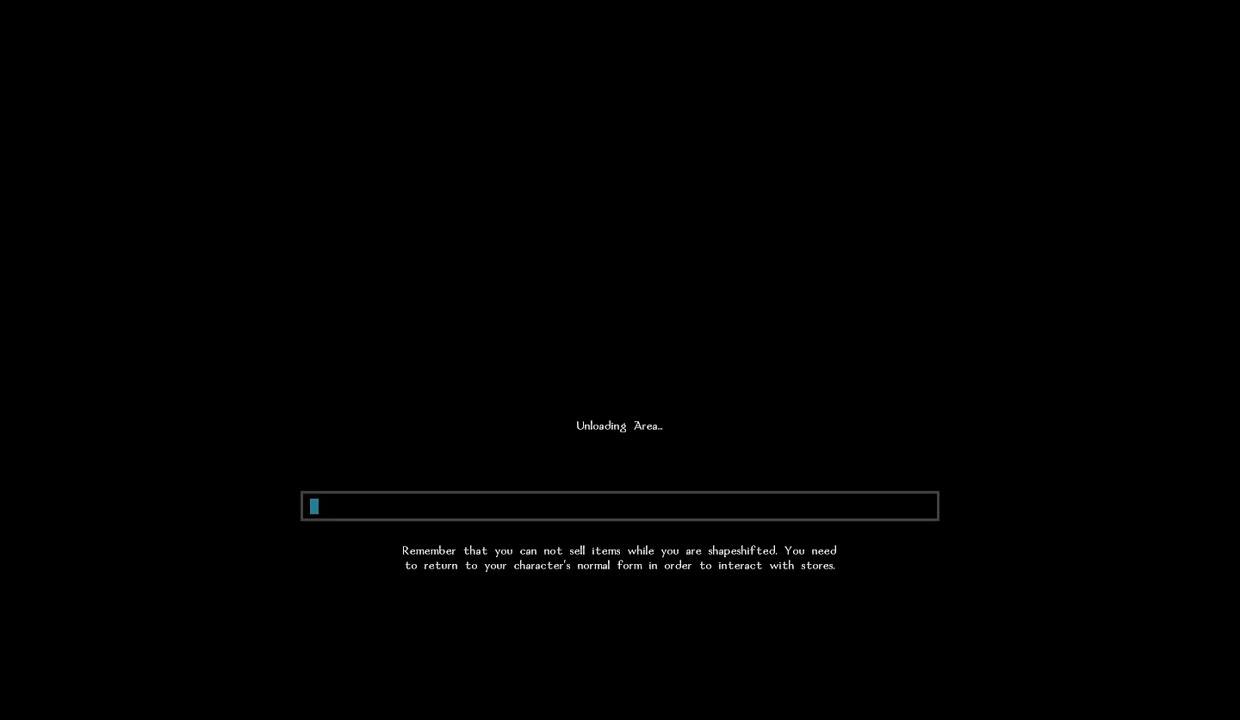 Unloading Area...
Remember that you can not sell items while you are shapeshifted. You need
to return to your character's normal form in order to interact with stores.